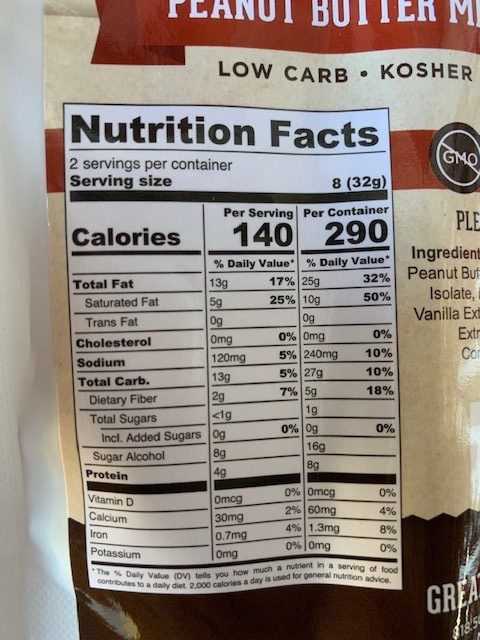 PEANUT BUTTER
LOW CARB • KOSHER
Nutrition Facts
2 servings per container
Serving size 8 (32g)
Per Serving Per Container
Calories 140 290
% Daily Value* % Daily Value*
Total Fat 13g 17% 25g 32%
Saturated Fat 5g 25% 10g 50%
Trans Fat 0g 0g
Cholesterol 0mg 0% 0mg 0%
Sodium 120mg 5% 240mg 10%
Total Carb. 13g 5% 27g 10%
Dietary Fiber 2g 7% 5g 18%
Total Sugars <1g 1g
Incl. Added Sugars 0g 0% 0g 0%
Sugar Alcohol 8g 16g
Protein 4g 8g
Vitamin D 0mcg 0% 0mcg 0%
Calcium 30mg 2% 60mg 4%
Iron 0.7mg 4% 1.3mg 8%
Potassium 0mg 0% 0mg 0%
*The % Daily Value (DV) tells you how much a nutrient in a serving of food
contributes to a daily diet. 2,000 calories a day is used for general nutrition advice.
GMO
PLE
Ingredient
Peanut But
Isolate,
Vanilla Ext
Extr
Co
GREA